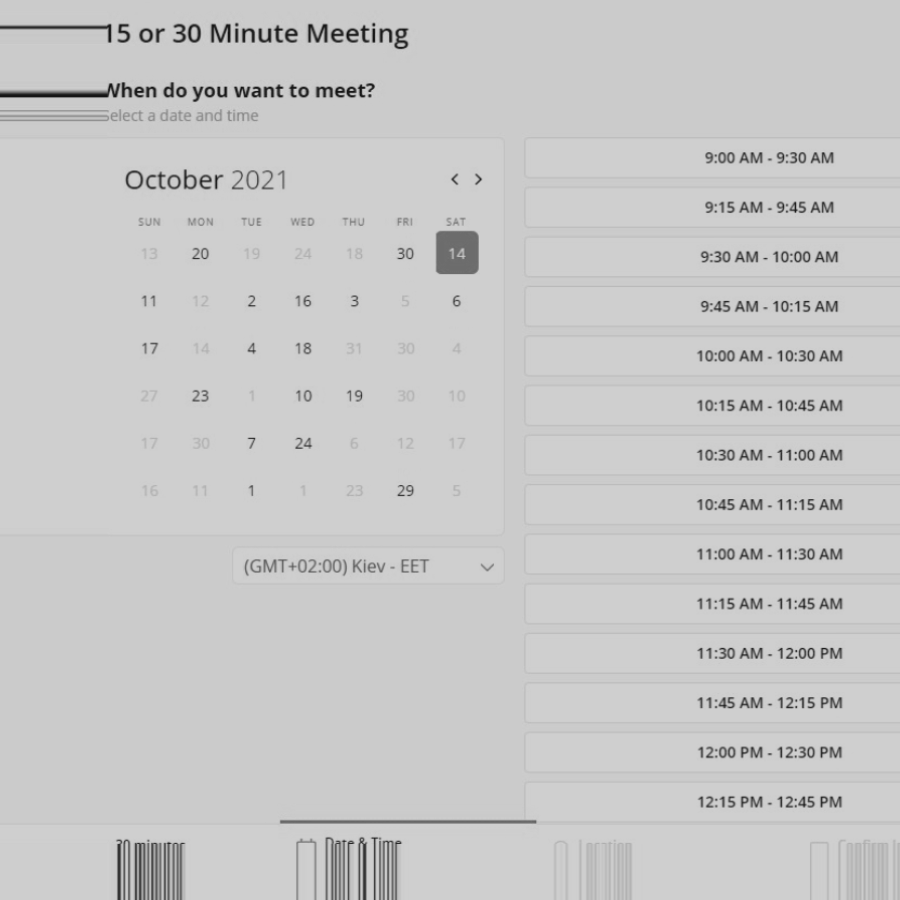 15 or 30 Minute Meeting
When do you want to meet?
Select a date and time
October 2021
SUN MON TUE WED THU FRI SAT
13 20 19 24 18 30 14
11 12 2 16 3 5 6
17 14 4 18 31 30 4
27 23 1 10 19 30 10
17 30 7 24 6 12 17
16 11 1 1 23 29 5
(GMT+02:00) Kiev - EET
9:00 AM - 9:30 AM
9:15 AM - 9:45 AM
9:30 AM - 10:00 AM
9:45 AM - 10:15 AM
10:00 AM - 10:30 AM
10:15 AM - 10:45 AM
10:30 AM - 11:00 AM
10:45 AM - 11:15 AM
11:00 AM - 11:30 AM
11:15 AM - 11:45 AM
11:30 AM - 12:00 PM
11:45 AM - 12:15 PM
12:00 PM - 12:30 PM
12:15 PM - 12:45 PM
30 minutes Date & Time